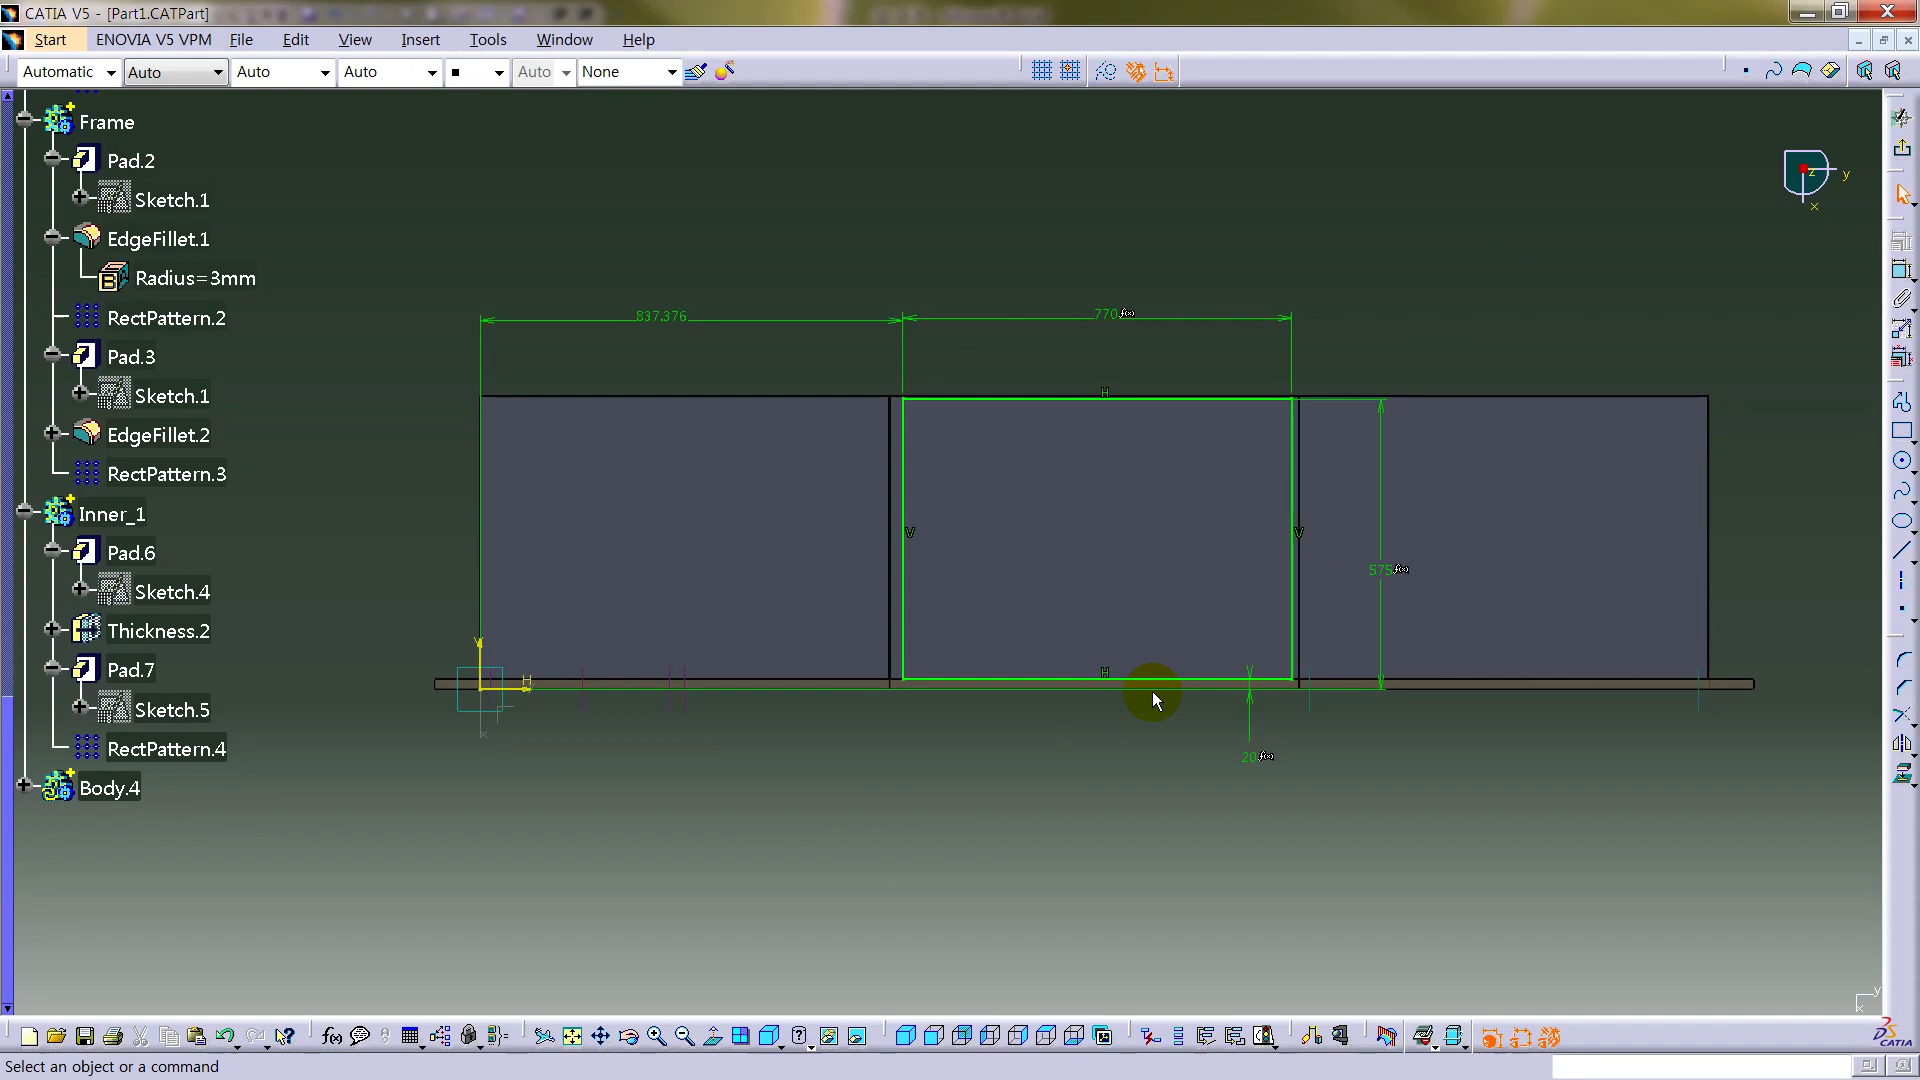 CATIA V5 - [Part1.CATPart]
Start ENOVIA V5 VPM File Edit View Insert Tools Window Help
Automatic Auto Auto Auto Auto None
Frame
Pad.2
Sketch.1
EdgeFillet.1
Radius=3mm
RectPattern.2
Pad.3
Sketch.1
EdgeFillet.2
RectPattern.3
Inner_1
Pad.6
Sketch.4
Thickness.2
Pad.7
Sketch.5
RectPattern.4
Body.4
837.376
770 f(x)
H
V
V
575 f(x)
H
20 f(x)
V
H
z
y
x
y
x
CATIA
Select an object or a command